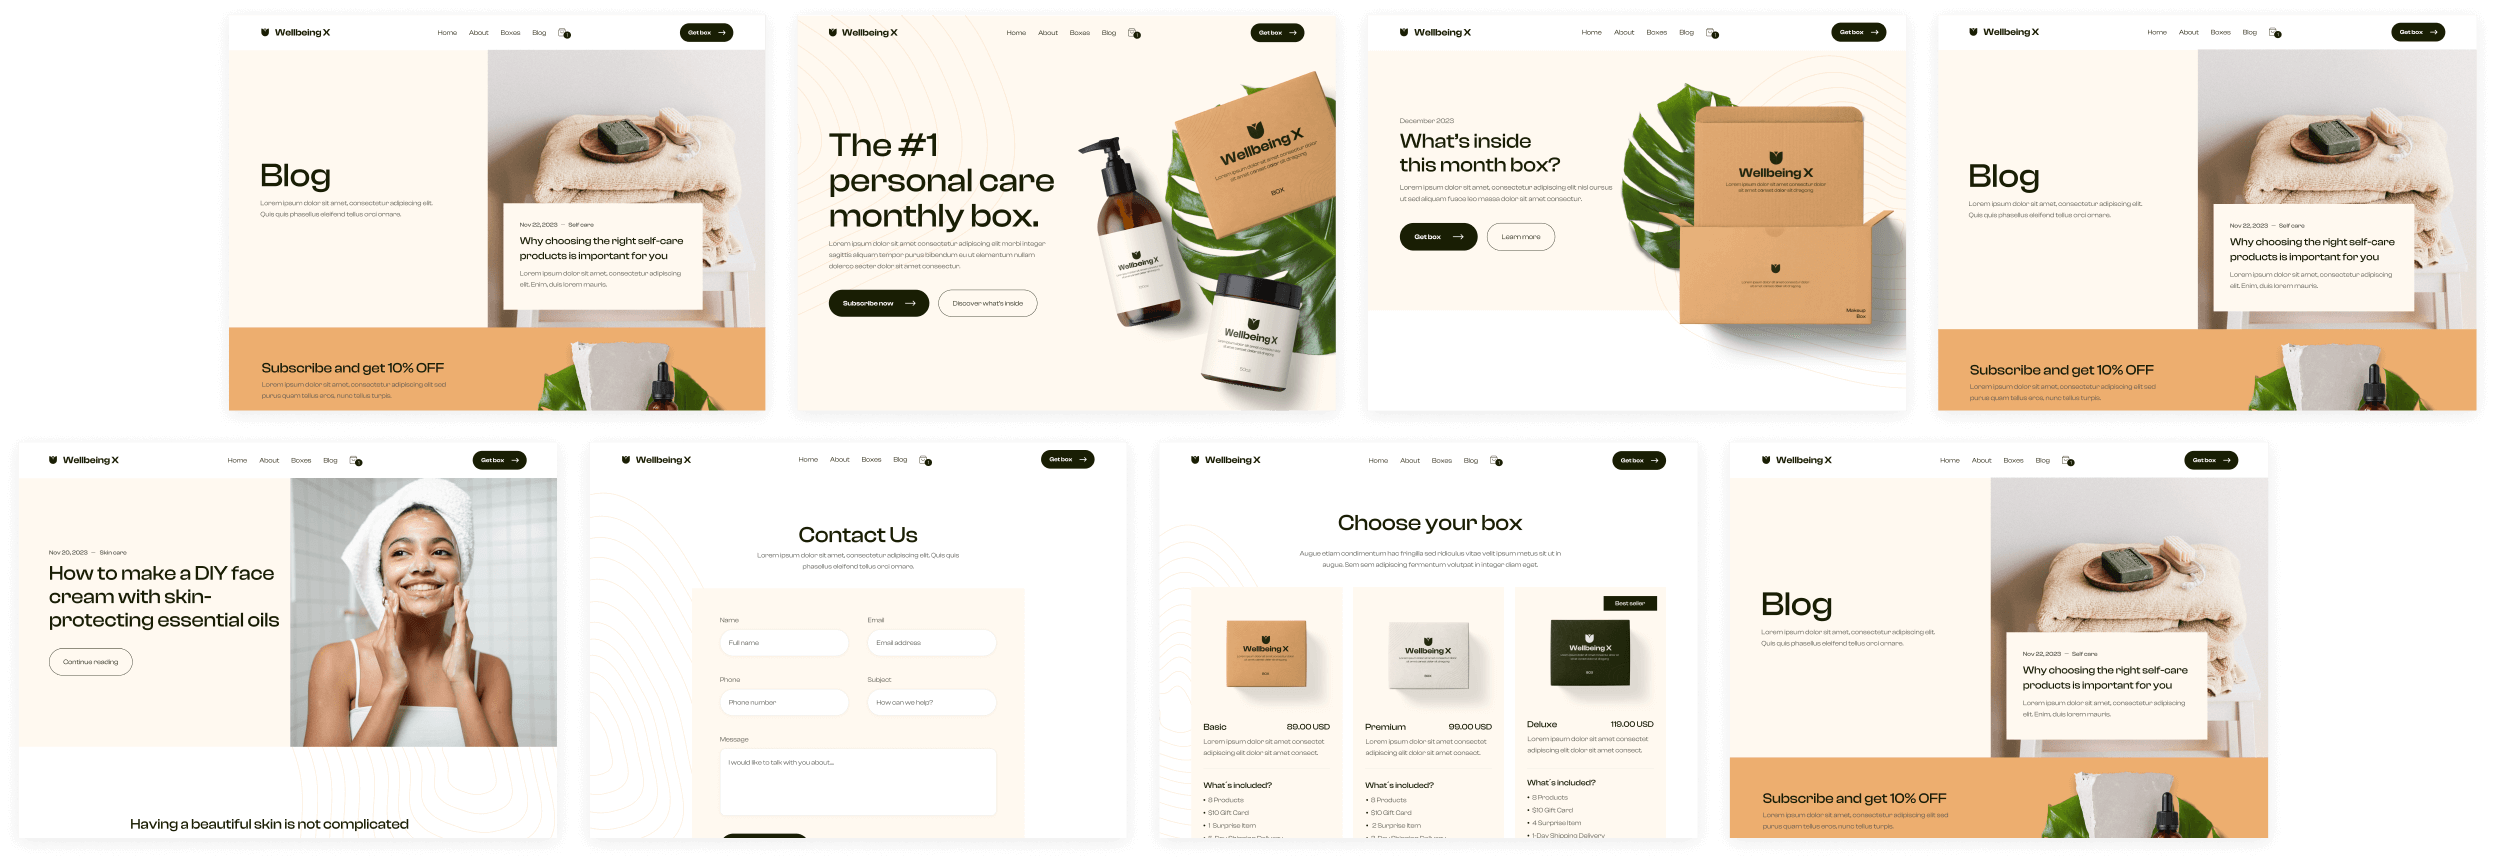 Wellbeing X
Home About Boxes Blog
Get box
Blog
Lorem ipsum dolor sit amet, consectetur adipiscing elit.
Quis quis phasellus eleifend tellus orci ornare.
Nov 22, 2023 — Self care
Why choosing the right self-care
products is important for you
Lorem ipsum dolor sit amet, consectetur adipiscing
elit. Enim, duis lorem mauris.
Subscribe and get 10% OFF
Lorem ipsum dolor sit amet, consectetur adipiscing elit sed
purus quam tellus eros, nunc tellus turpis.
Wellbeing X
Home About Boxes Blog
Get box
The #1
personal care
monthly box.
Lorem ipsum dolor sit amet consectetur adipiscing elit morbi integer
sagittis aliquam tempor purus bibendum eu ut elementum nullam
dolerco secter dolor sit amet consectur.
Subscribe now
Discover what's inside
Wellbeing X
BOX
Wellbeing X
Wellbeing X
Wellbeing X
Home About Boxes Blog
Get box
December 2023
What's inside
this month box?
Lorem ipsum dolor sit amet, consectetur adipiscing elit nisl cursus
ut sed aliquam fusce leo massa dolor sit amet consectur.
Get box
Learn more
Wellbeing X
Makeup
Box
Wellbeing X
Home About Boxes Blog
Get box
Blog
Lorem ipsum dolor sit amet, consectetur adipiscing elit.
Quis quis phasellus eleifend tellus orci ornare.
Nov 22, 2023 — Self care
Why choosing the right self-care
products is important for you
Lorem ipsum dolor sit amet, consectetur adipiscing
elit. Enim, duis lorem mauris.
Subscribe and get 10% OFF
Lorem ipsum dolor sit amet, consectetur adipiscing elit sed
purus quam tellus eros, nunc tellus turpis.
Wellbeing X
Home About Boxes Blog
Get box
Nov 20, 2023 — Skin care
How to make a DIY face
cream with skin-
protecting essential oils
Continue reading
Having a beautiful skin is not complicated
Wellbeing X
Home About Boxes Blog
Get box
Contact Us
Lorem ipsum dolor sit amet, consectetur adipiscing elit. Quis quis
phasellus eleifend tellus orci ornare.
Name Email
Full name Email address
Phone Subject
Phone number How can we help?
Message
I would like to talk with you about...
Wellbeing X
Home About Boxes Blog
Get box
Choose your box
Augue etiam condimentum hac fringilla sed ridiculus vitae velit ipsum metus sit ut in
augue. Sem sem adipiscing fermentum volutpat in integer diam eget.
Wellbeing X
BOX
Basic 89.00 USD
Lorem ipsum dolor sit amet consectet
adipiscing elit dolor sit amet consect.
What's included?
• 8 Products
• $10 Gift Card
• 1 Surprise Item
Wellbeing X
BOX
Premium 99.00 USD
Lorem ipsum dolor sit amet consectet
adipiscing elit dolor sit amet consect.
What's included?
• 8 Products
• $10 Gift Card
• 2 Surprise Item
Best seller
Wellbeing X
BOX
Deluxe 119.00 USD
Lorem ipsum dolor sit amet consectet
adipiscing elit dolor sit amet consect.
What's included?
• 8 Products
• $10 Gift Card
• 4 Surprise Item
• 1-Day Shipping Delivery
Wellbeing X
Home About Boxes Blog
Get box
Blog
Lorem ipsum dolor sit amet, consectetur adipiscing elit.
Quis quis phasellus eleifend tellus orci ornare.
Nov 22, 2023 — Self care
Why choosing the right self-care
products is important for you
Lorem ipsum dolor sit amet, consectetur adipiscing
elit. Enim, duis lorem mauris.
Subscribe and get 10% OFF
Lorem ipsum dolor sit amet, consectetur adipiscing elit sed
purus quam tellus eros, nunc tellus turpis.